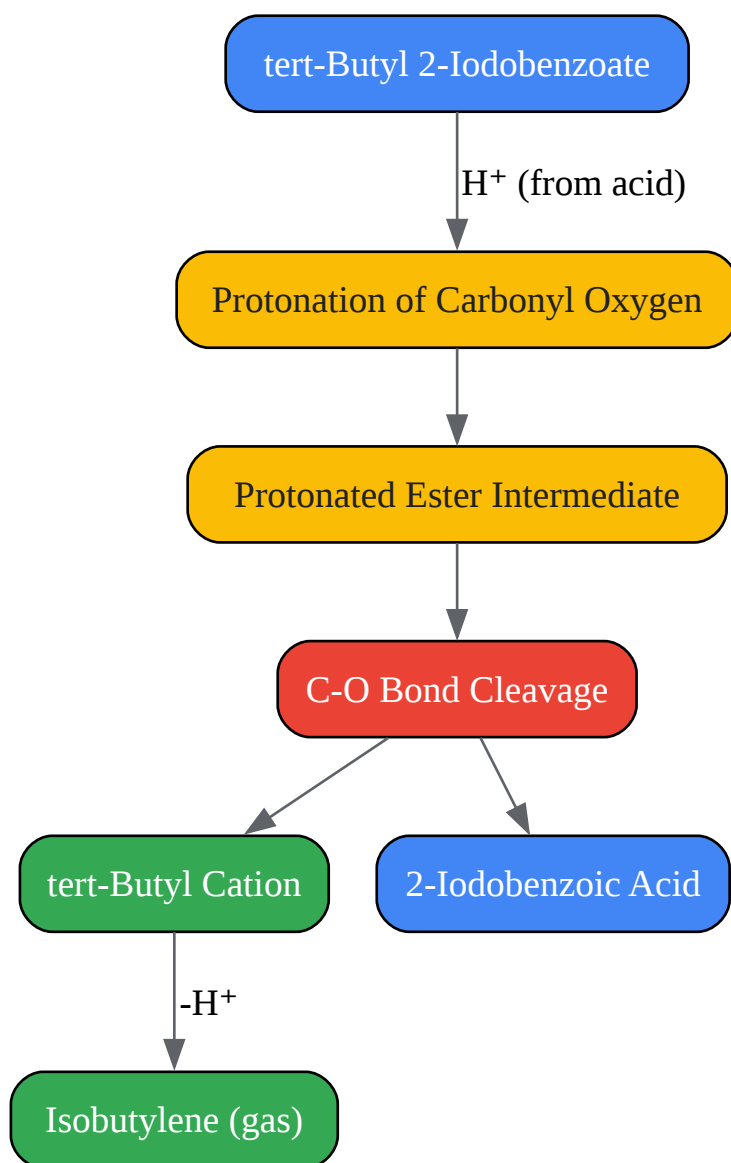 tert-Butyl 2-Iodobenzoate
H⁺ (from acid)
Protonation of Carbonyl Oxygen
Protonated Ester Intermediate
C-O Bond Cleavage
tert-Butyl Cation
2-Iodobenzoic Acid
-H⁺
Isobutylene (gas)